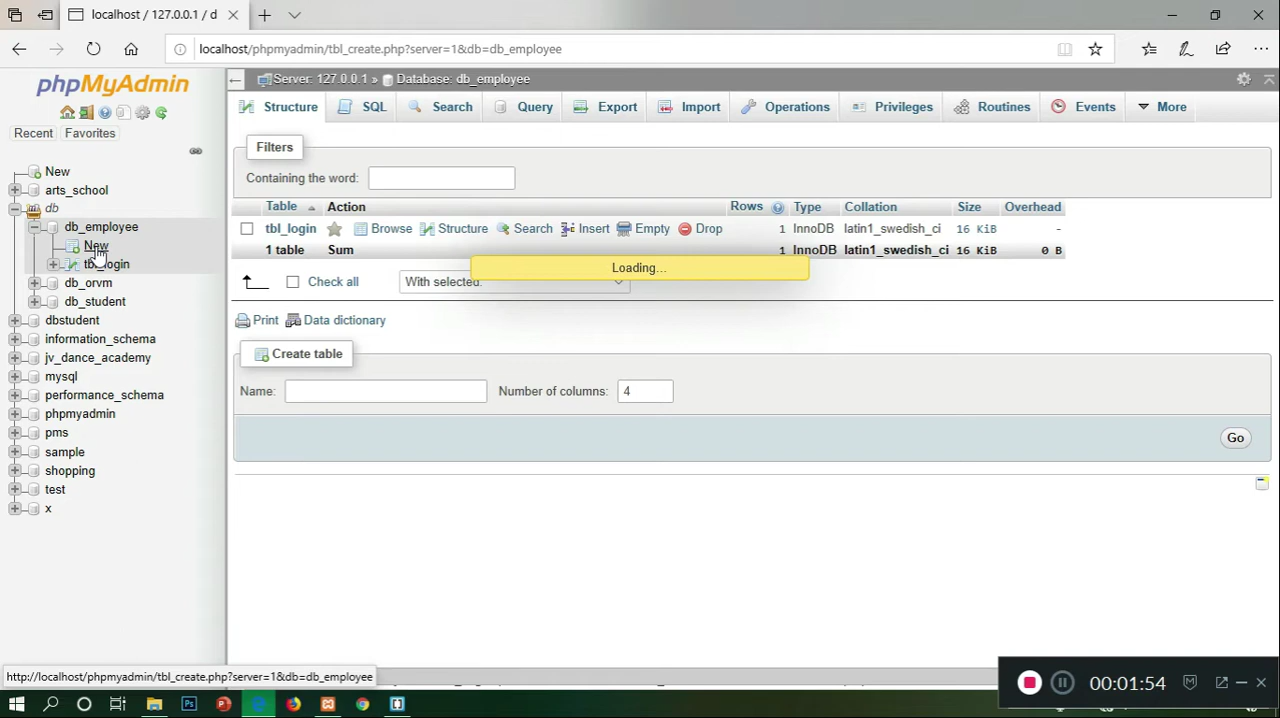 localhost / 127.0.0.1 / d
localhost/phpmyadmin/tbl_create.php?server=1&db=db_employee
phpMyAdmin
Recent Favorites
New
arts_school
db
db_employee
New
tbl_login
db_orvm
db_student
dbstudent
information_schema
jv_dance_academy
mysql
performance_schema
phpmyadmin
pms
sample
shopping
test
x
Server: 127.0.0.1 » Database: db_employee
Structure SQL Search Query Export Import Operations Privileges Routines Events More
Filters
Containing the word:
Table Action Rows Type Collation Size Overhead
tbl_login Browse Structure Search Insert Empty Drop 1 InnoDB latin1_swedish_ci 16 KiB -
1 table Sum 1 InnoDB latin1_swedish_ci 16 KiB 0 B
Loading...
Check all With selected:
Print Data dictionary
Create table
Name: Number of columns: 4
Go
http://localhost/phpmyadmin/tbl_create.php?server=1&db=db_employee
00:01:54